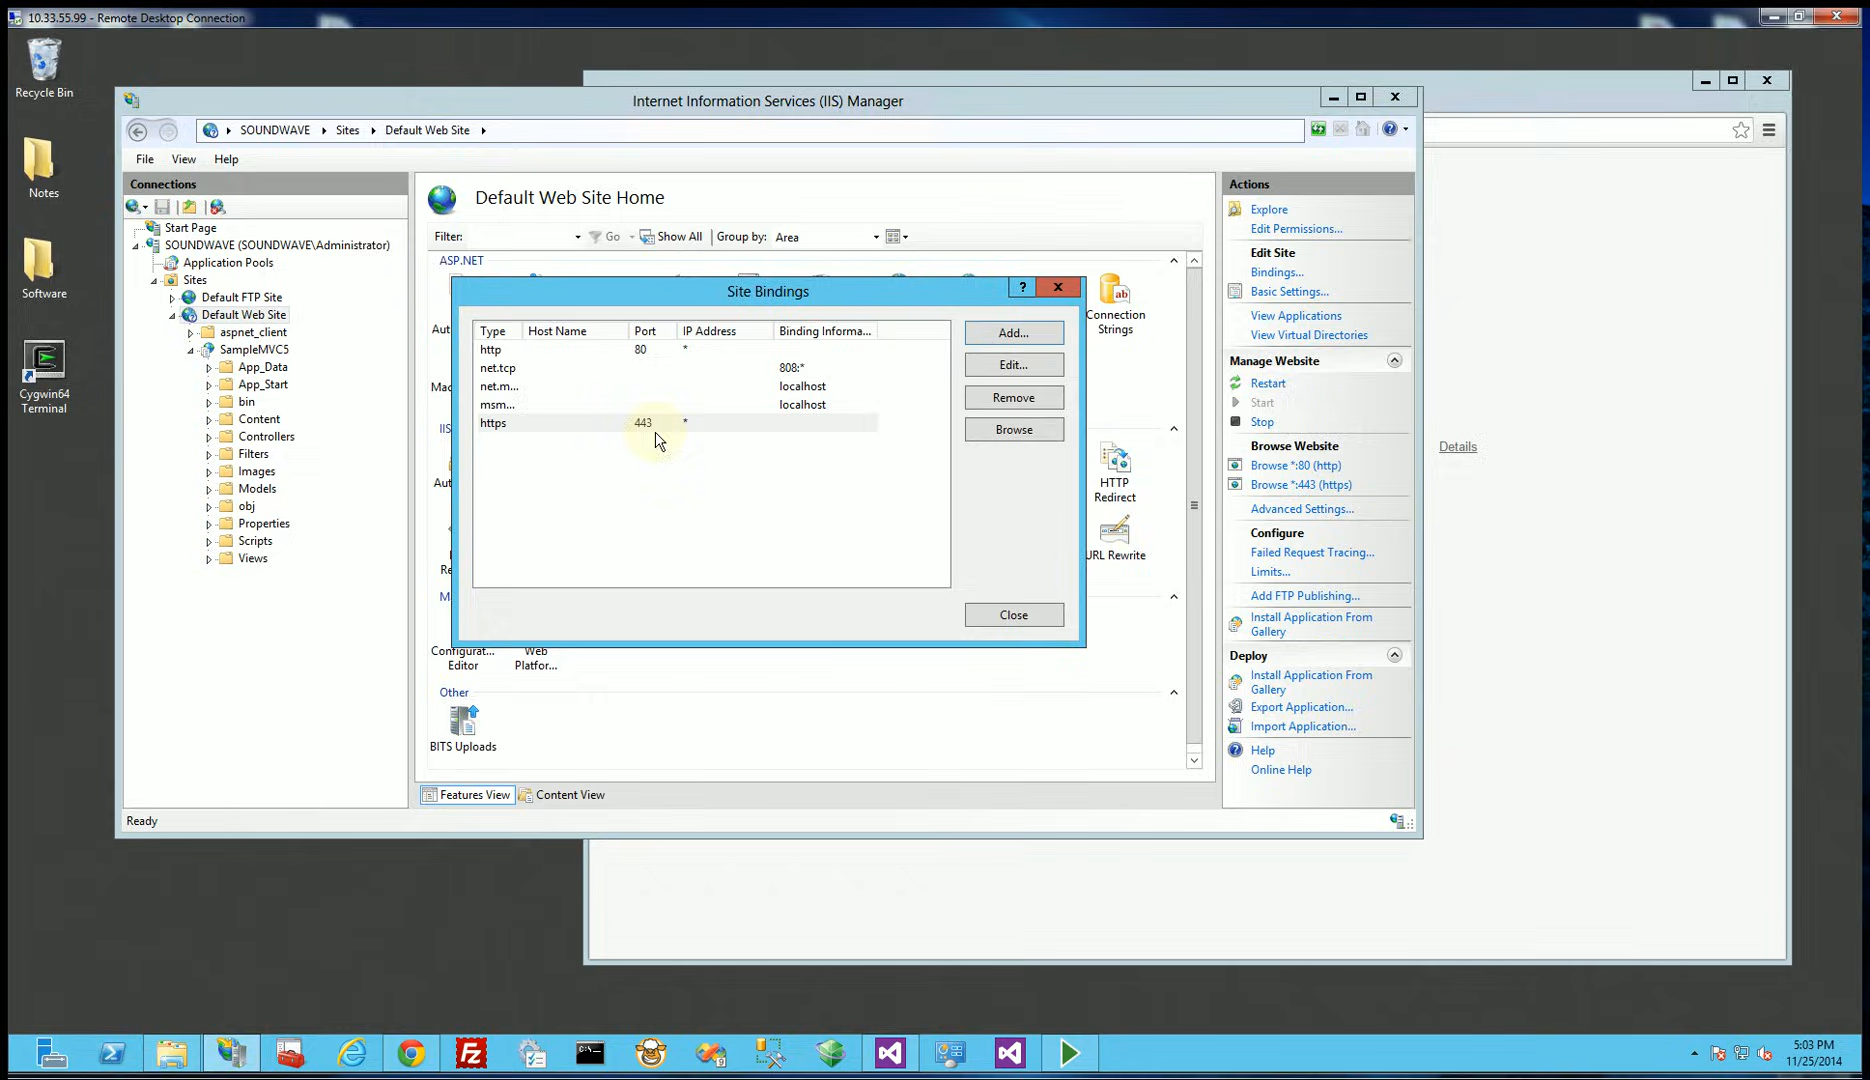 10.33.55.99 - Remote Desktop Connection
Recycle Bin
Notes
Software
Cygwin64
Terminal
Internet Information Services (IIS) Manager
SOUNDWAVE
Sites
Default Web Site
File
View
Help
Connections
Start Page
SOUNDWAVE (SOUNDWAVE\Administrator)
Application Pools
Sites
Default FTP Site
Default Web Site
aspnet_client
SampleMVC5
App_Data
App_Start
bin
Content
Controllers
Filters
Images
Models
obj
Properties
Scripts
Views
Default Web Site Home
Filter:
Go
Show All
Group by:
Area
ASP.NET
Connection
Strings
HTTP
Redirect
URL Rewrite
Configurat...
Editor
Web
Platfor...
Other
BITS Uploads
Features View
Content View
Ready
Site Bindings
?
Type Host Name Port IP Address Binding Informa...
http 80 *
net.tcp 808:*
net.m... localhost
msm... localhost
https 443 *
Add...
Edit...
Remove
Browse
Close
Actions
Explore
Edit Permissions...
Edit Site
Bindings...
Basic Settings...
View Applications
View Virtual Directories
Manage Website
Restart
Start
Stop
Browse Website
Browse *:80 (http)
Browse *:443 (https)
Advanced Settings...
Configure
Failed Request Tracing...
Limits...
Add FTP Publishing...
Install Application From
Gallery
Deploy
Install Application From
Gallery
Export Application...
Import Application...
Help
Online Help
Details
5:03 PM
11/25/2014